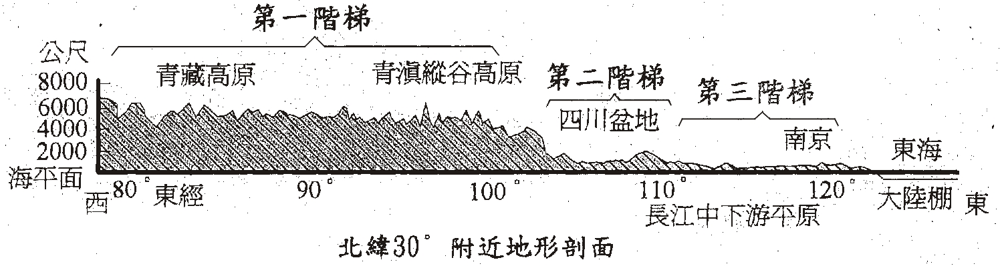 第一階梯
公尺
青藏高原
青滇縱谷高原
第二階梯
第三階梯
8000
6000
4000
2000
四川盆地
南京
東海
海平面
西
80°
東經
90°
100°
110°
120°
大陸棚
東
長江中下游平原
北緯30°附近地形剖面